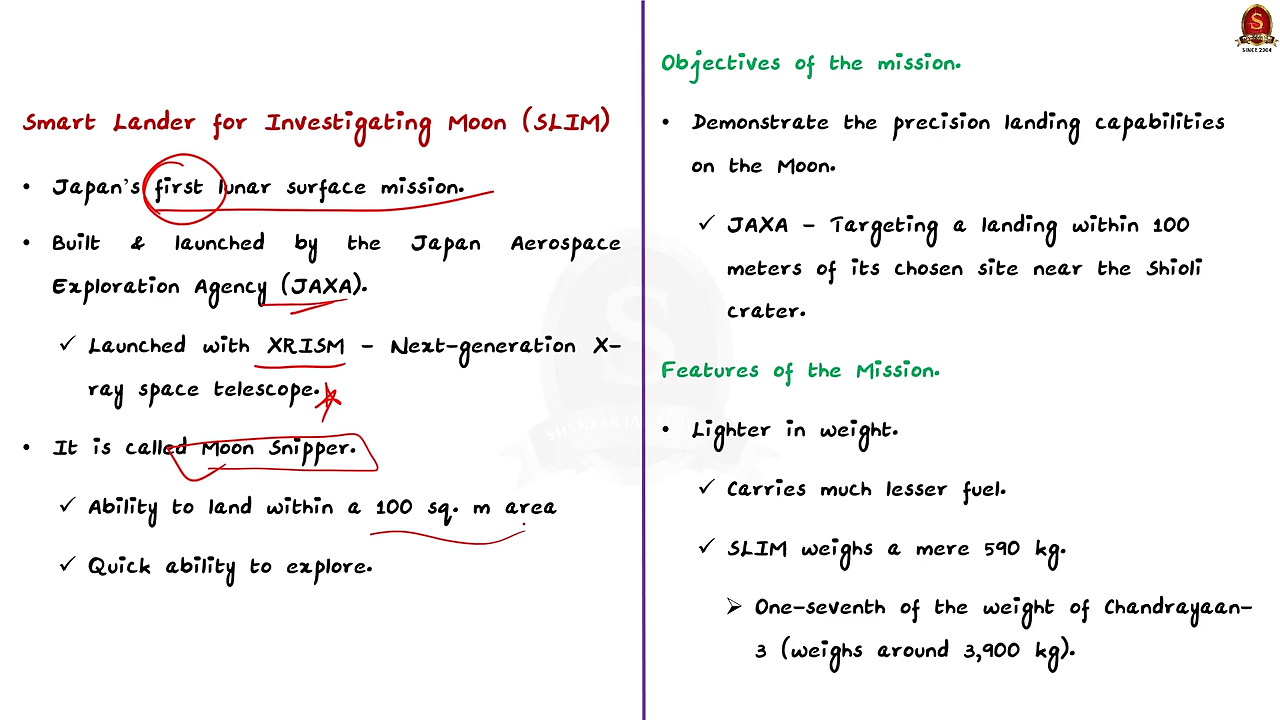 Smart Lander for Investigating Moon (SLIM)
• Japan's first lunar surface mission.
• Built & launched by the Japan Aerospace
Exploration Agency (JAXA).
✓ Launched with XRISM – Next-generation X-
ray space telescope.
• It is called Moon Snipper.
✓ Ability to land within a 100 sq. m area
✓ Quick ability to explore.
Objectives of the mission.
• Demonstrate the precision landing capabilities
on the Moon.
✓ JAXA – Targeting a landing within 100
meters of its chosen site near the Shioli
crater.
Features of the Mission.
• Lighter in weight.
✓ Carries much lesser fuel.
✓ SLIM weighs a mere 590 kg.
➢ One-seventh of the weight of Chandrayaan-
3 (weighs around 3,900 kg).
S
SINCE 2004
S